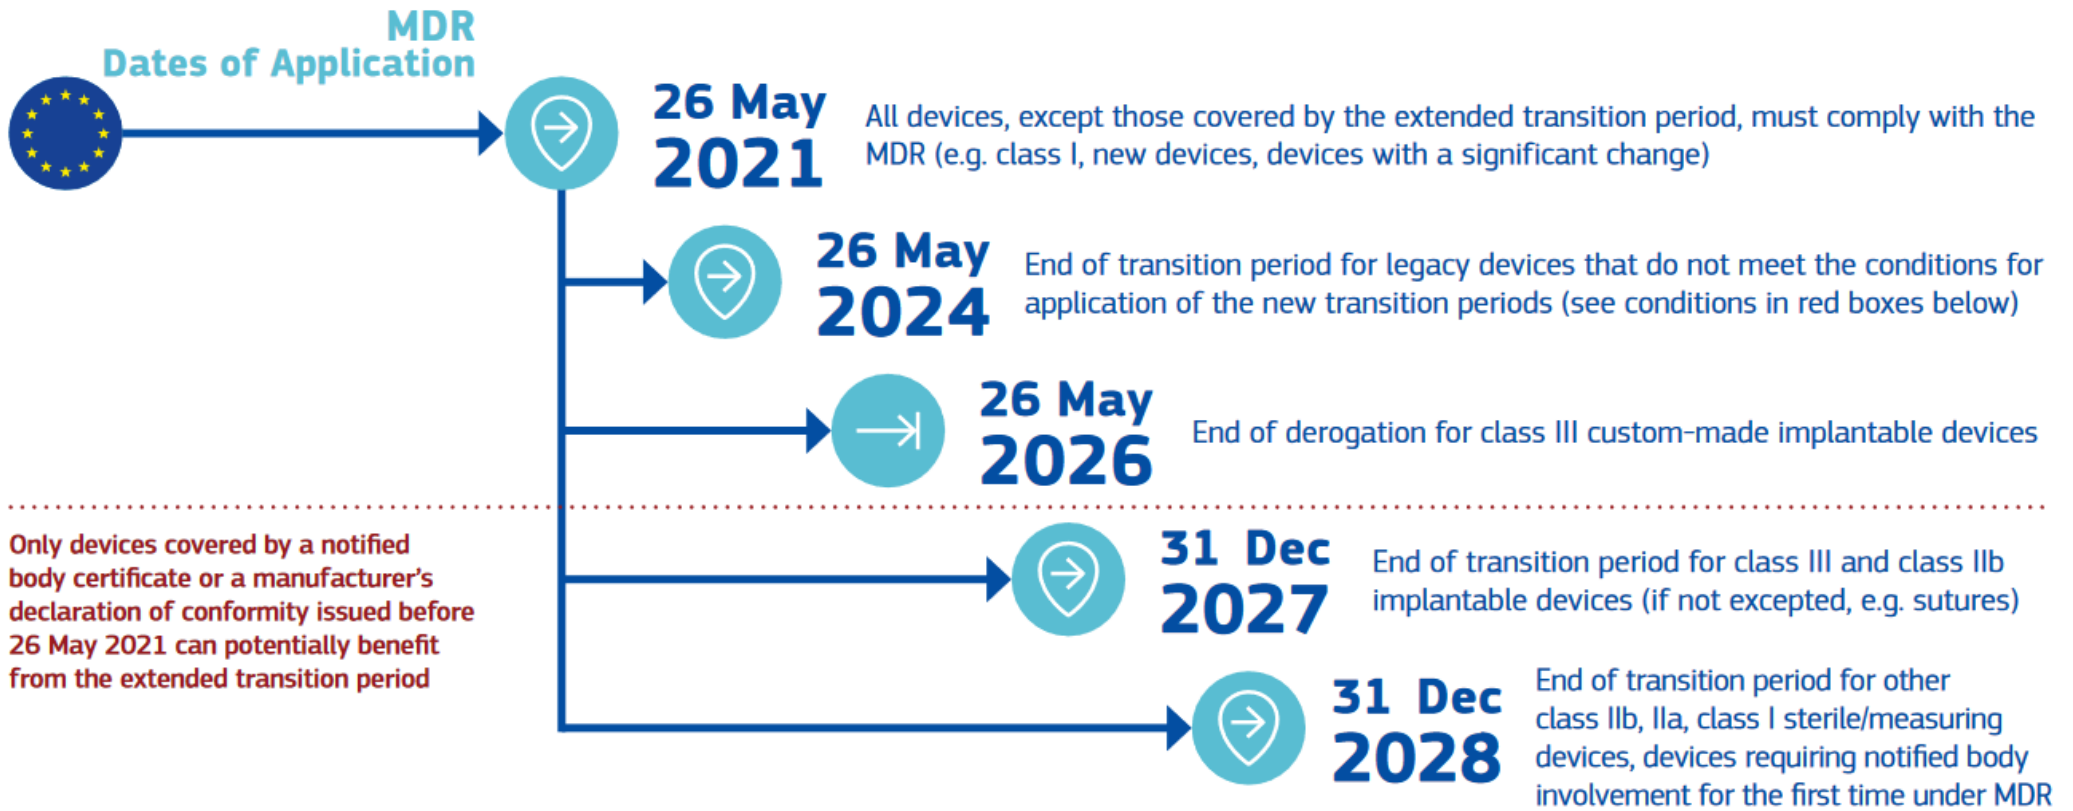 MDR
Dates of Application
26 May
2021
All devices, except those covered by the extended transition period, must comply with the
MDR (e.g. class I, new devices, devices with a significant change)
26 May
2024
End of transition period for legacy devices that do not meet the conditions for
application of the new transition periods (see conditions in red boxes below)
26 May
2026
End of derogation for class III custom-made implantable devices
Only devices covered by a notified
body certificate or a manufacturer's
declaration of conformity issued before
26 May 2021 can potentially benefit
from the extended transition period
31 Dec
2027
End of transition period for class III and class IIb
implantable devices (if not excepted, e.g. sutures)
31 Dec
2028
End of transition period for other
class IIb, IIa, class I sterile/measuring
devices, devices requiring notified body
involvement for the first time under MDR